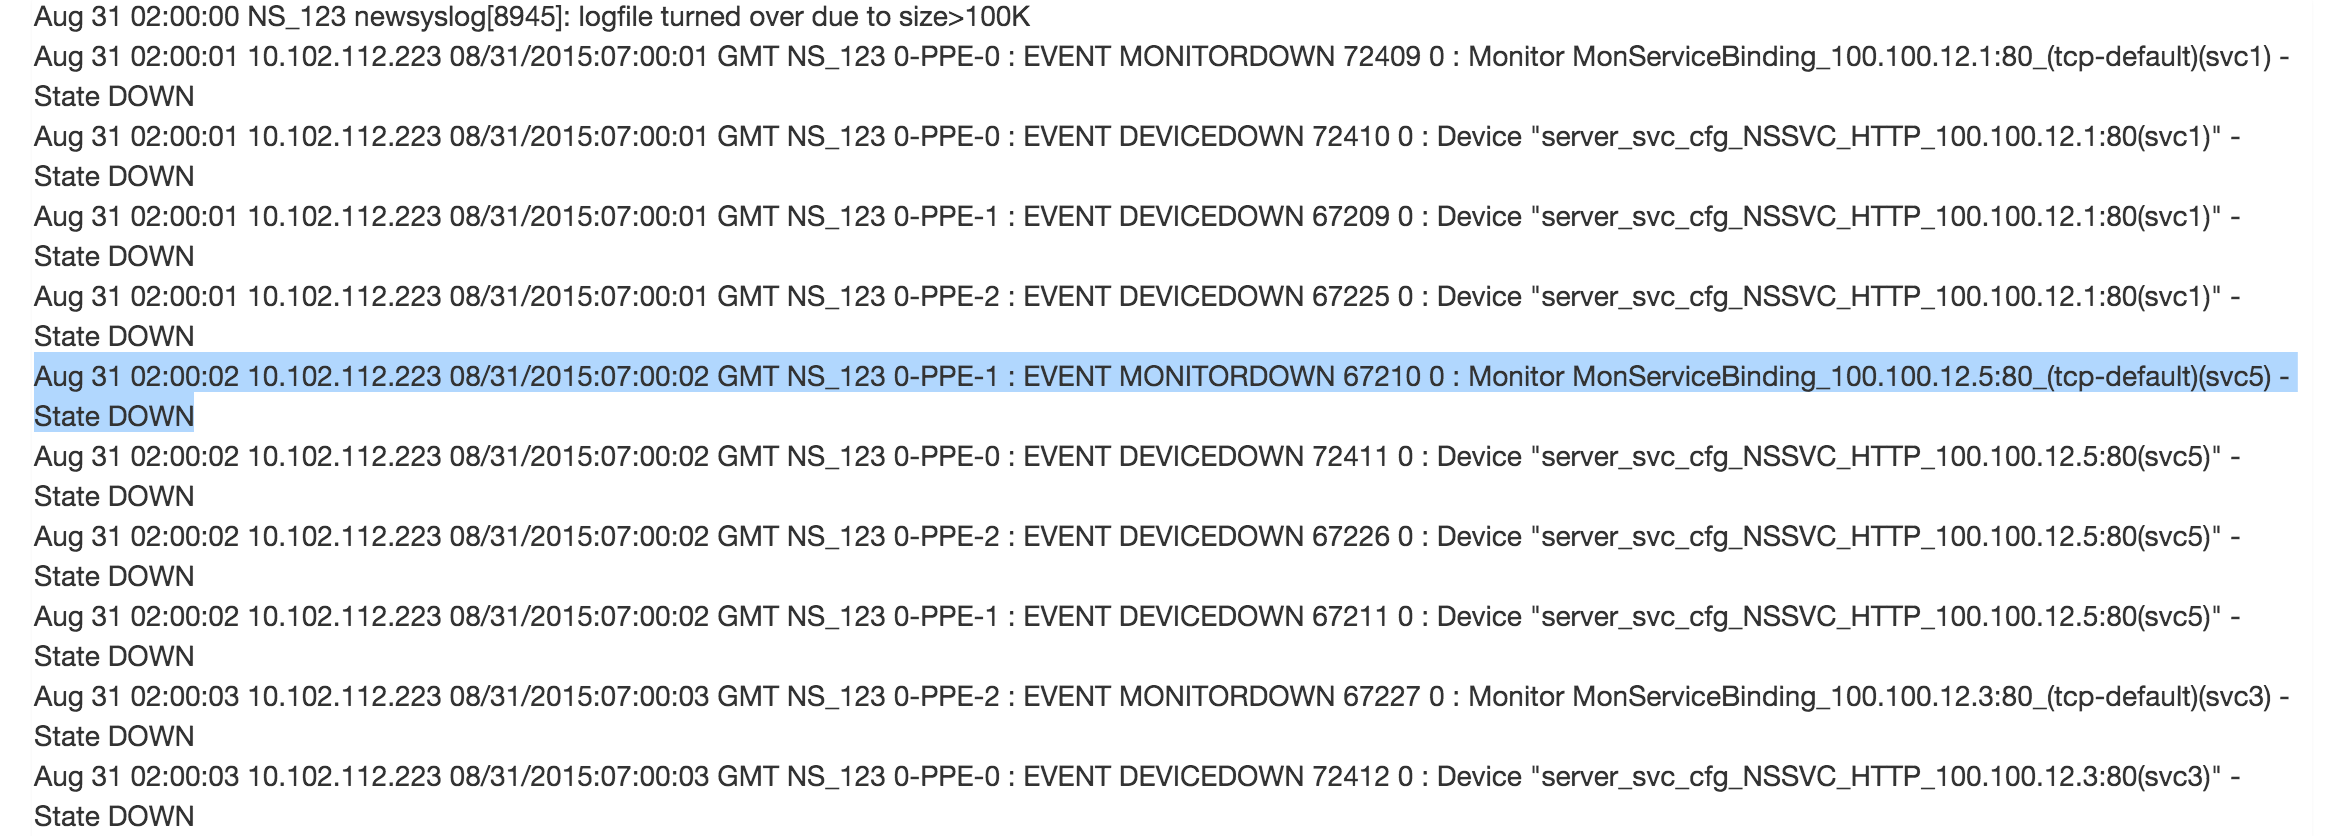 Aug 31 02:00:00 NS_123 newsyslog[8945]: logfile turned over due to size>100K
Aug 31 02:00:01 10.102.112.223 08/31/2015:07:00:01 GMT NS_123 0-PPE-0 : EVENT MONITORDOWN 72409 0 : Monitor MonServiceBinding_100.100.12.1:80_(tcp-default)(svc1) -
State DOWN
Aug 31 02:00:01 10.102.112.223 08/31/2015:07:00:01 GMT NS_123 0-PPE-0 : EVENT DEVICEDOWN 72410 0 : Device "server_svc_cfg_NSSVC_HTTP_100.100.12.1:80(svc1)" -
State DOWN
Aug 31 02:00:01 10.102.112.223 08/31/2015:07:00:01 GMT NS_123 0-PPE-1 : EVENT DEVICEDOWN 67209 0 : Device "server_svc_cfg_NSSVC_HTTP_100.100.12.1:80(svc1)" -
State DOWN
Aug 31 02:00:01 10.102.112.223 08/31/2015:07:00:01 GMT NS_123 0-PPE-2 : EVENT DEVICEDOWN 67225 0 : Device "server_svc_cfg_NSSVC_HTTP_100.100.12.1:80(svc1)" -
State DOWN
Aug 31 02:00:02 10.102.112.223 08/31/2015:07:00:02 GMT NS_123 0-PPE-1 : EVENT MONITORDOWN 67210 0 : Monitor MonServiceBinding_100.100.12.5:80_(tcp-default)(svc5) -
State DOWN
Aug 31 02:00:02 10.102.112.223 08/31/2015:07:00:02 GMT NS_123 0-PPE-0 : EVENT DEVICEDOWN 72411 0 : Device "server_svc_cfg_NSSVC_HTTP_100.100.12.5:80(svc5)" -
State DOWN
Aug 31 02:00:02 10.102.112.223 08/31/2015:07:00:02 GMT NS_123 0-PPE-2 : EVENT DEVICEDOWN 67226 0 : Device "server_svc_cfg_NSSVC_HTTP_100.100.12.5:80(svc5)" -
State DOWN
Aug 31 02:00:02 10.102.112.223 08/31/2015:07:00:02 GMT NS_123 0-PPE-1 : EVENT DEVICEDOWN 67211 0 : Device "server_svc_cfg_NSSVC_HTTP_100.100.12.5:80(svc5)" -
State DOWN
Aug 31 02:00:03 10.102.112.223 08/31/2015:07:00:03 GMT NS_123 0-PPE-2 : EVENT MONITORDOWN 67227 0 : Monitor MonServiceBinding_100.100.12.3:80_(tcp-default)(svc3) -
State DOWN
Aug 31 02:00:03 10.102.112.223 08/31/2015:07:00:03 GMT NS_123 0-PPE-0 : EVENT DEVICEDOWN 72412 0 : Device "server_svc_cfg_NSSVC_HTTP_100.100.12.3:80(svc3)" -
State DOWN